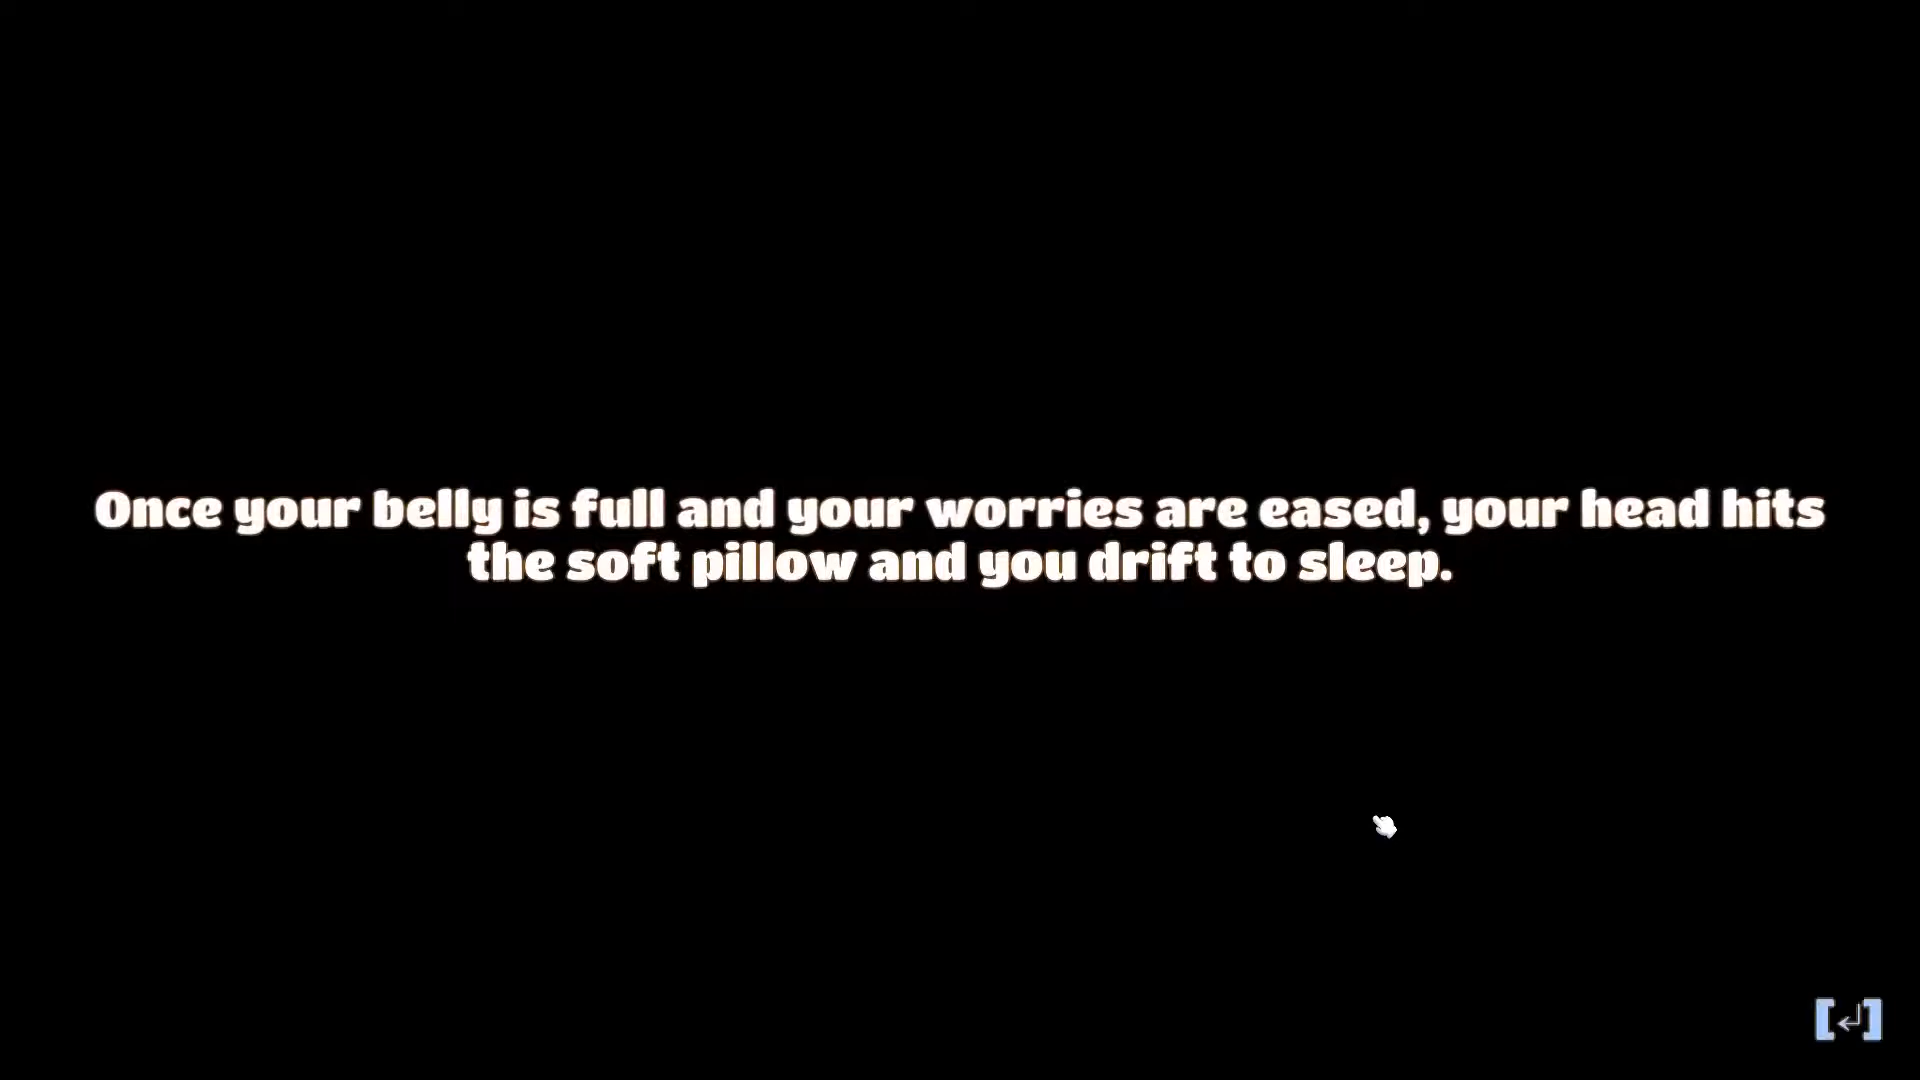 Once your belly is full and your worries are eased, your head hits
the soft pillow and you drift to sleep.
[↵]